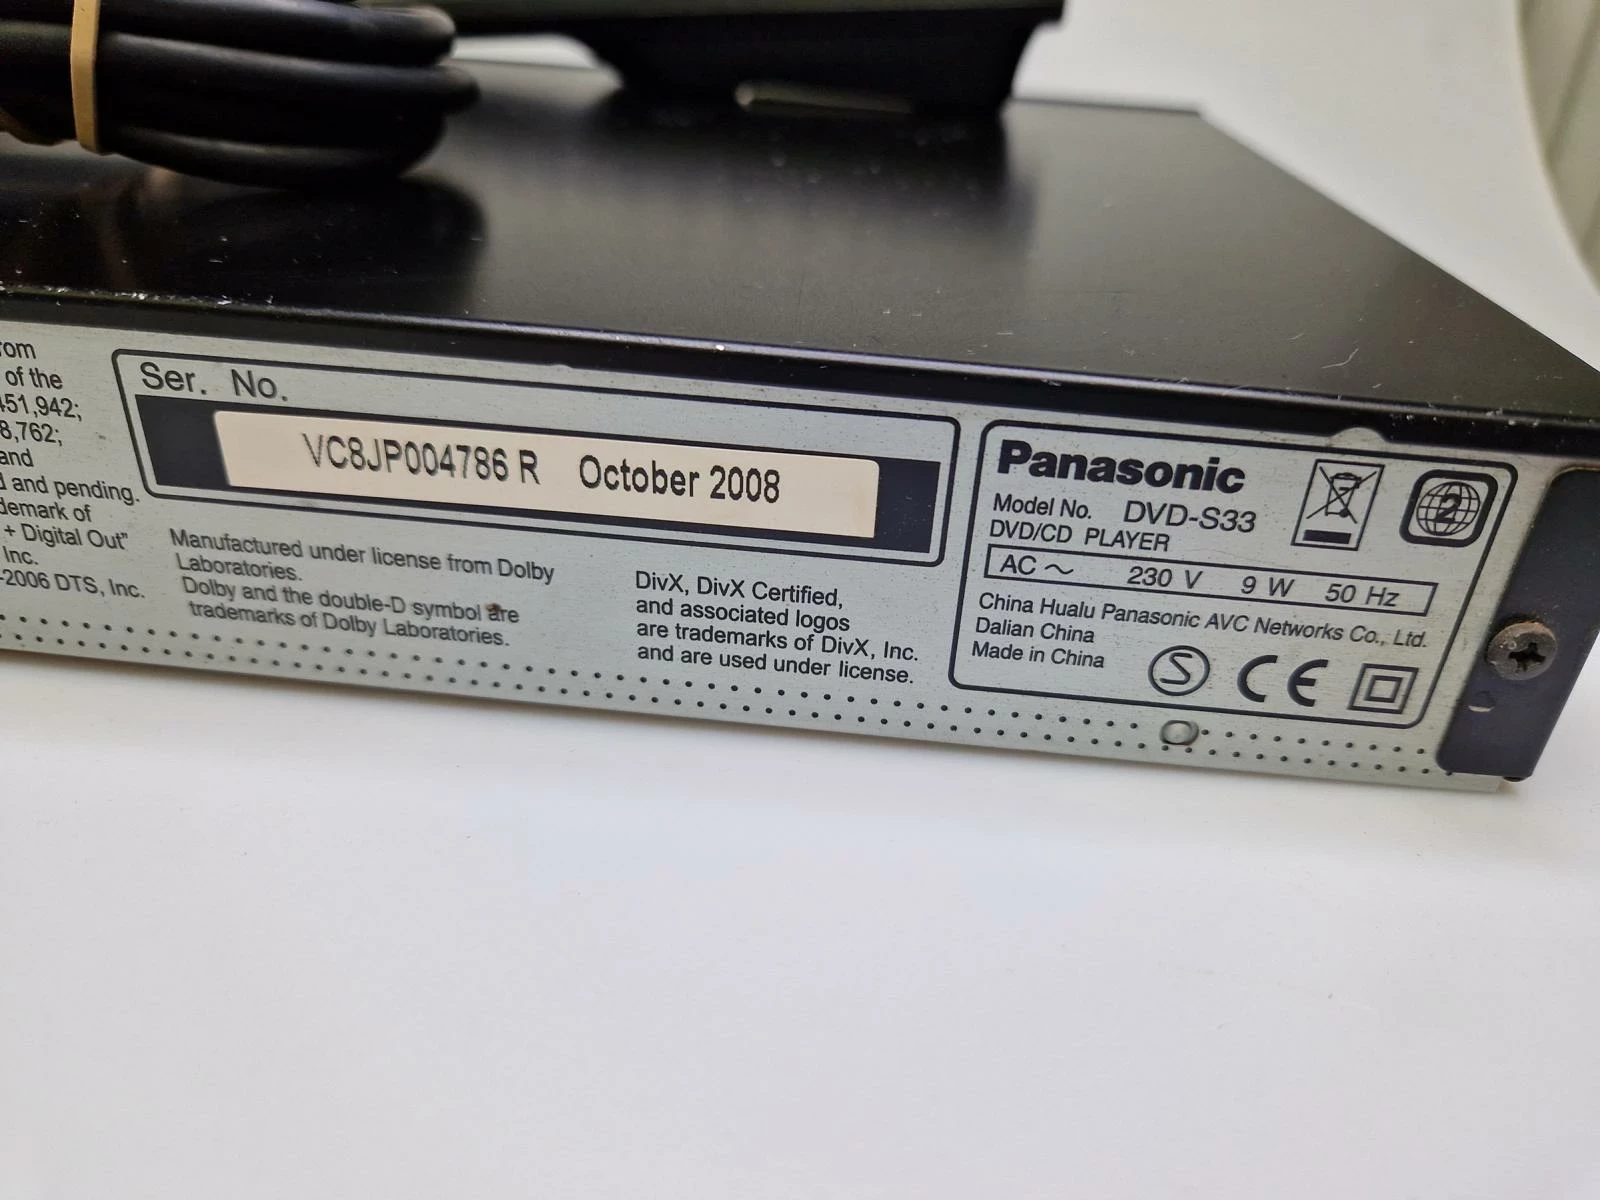 of the
451,942;
8,762;
and
and pending.
+ Digital Out"
Inc.
-2006 DTS, Inc.
Ser. No.
VC8JP004786 R October 2008
Manufactured under license from Dolby
Laboratories.
Dolby and the double-D symbol are
trademarks of Dolby Laboratories.
DivX, DivX Certified,
and associated logos
are trademarks of DivX, Inc.
and are used under license.
Panasonic
Model No. DVD-S33
DVD/CD PLAYER
2
AC ~ 230 V 9 W 50 Hz
China Hualu Panasonic AVC Networks Co., Ltd.
Dalian China
Made in China
S CE